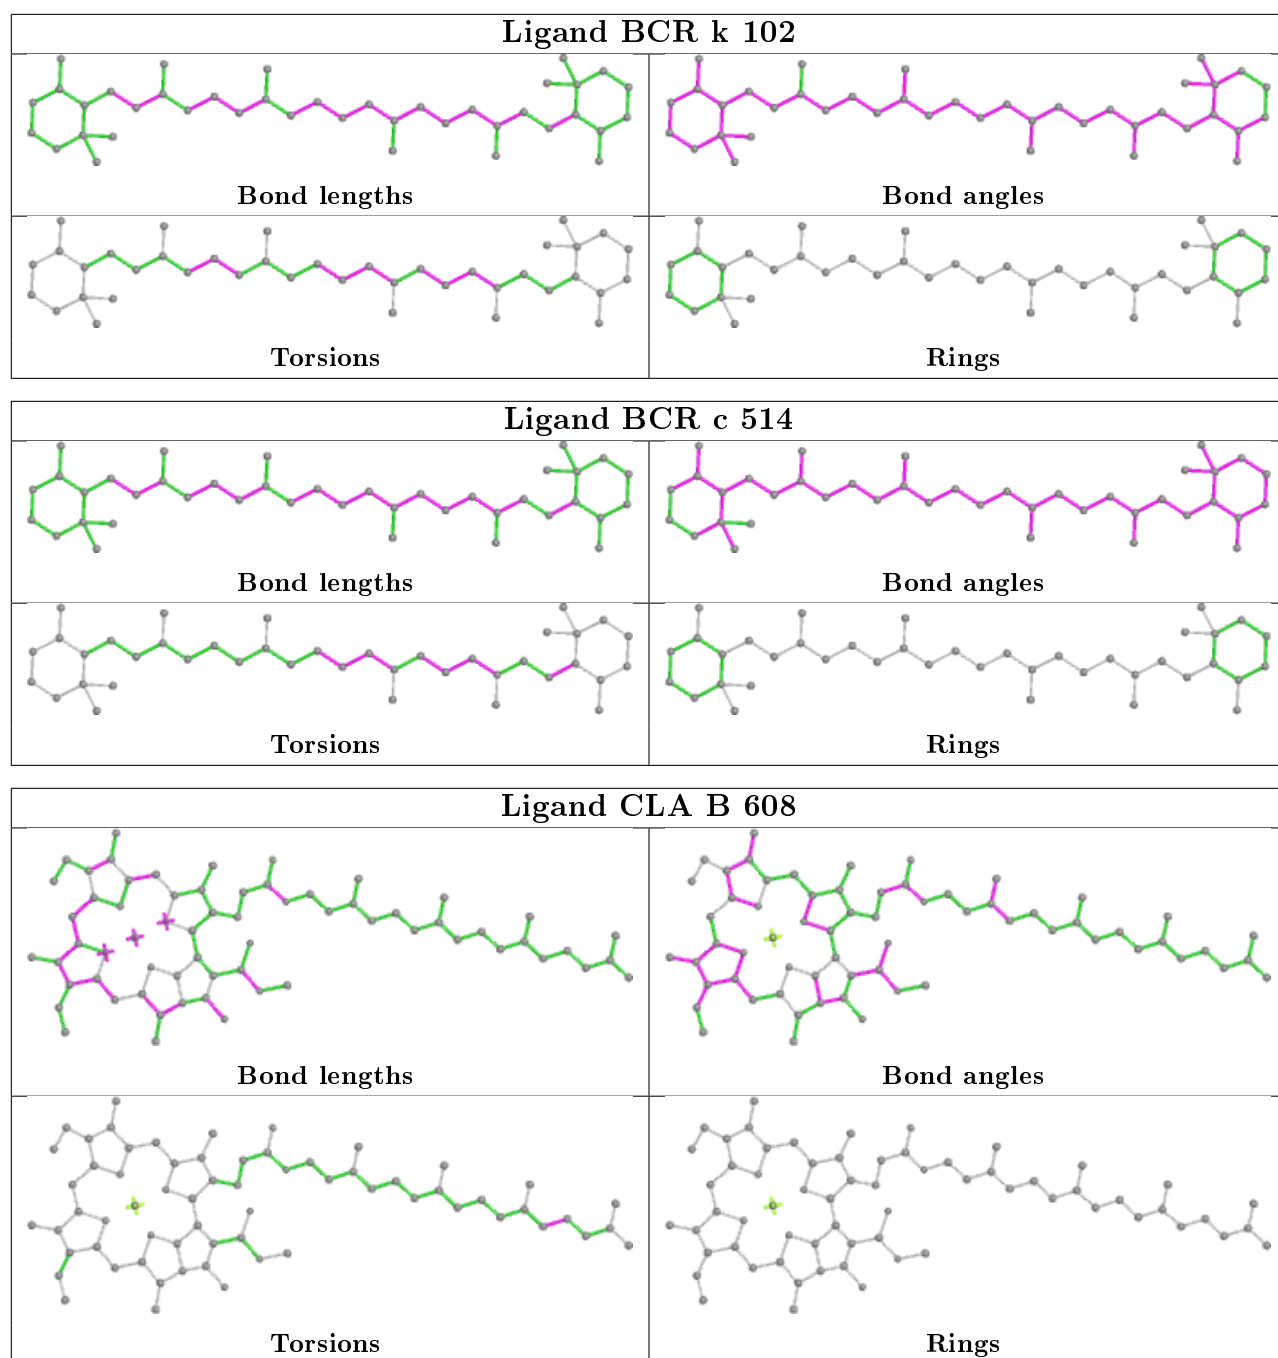 Ligand BCR k 102
Bond lengths
Bond angles
Torsions
Rings
Ligand BCR c 514
Bond lengths
Bond angles
Torsions
Rings
Ligand CLA B 608
Bond lengths
Bond angles
Torsions
Rings